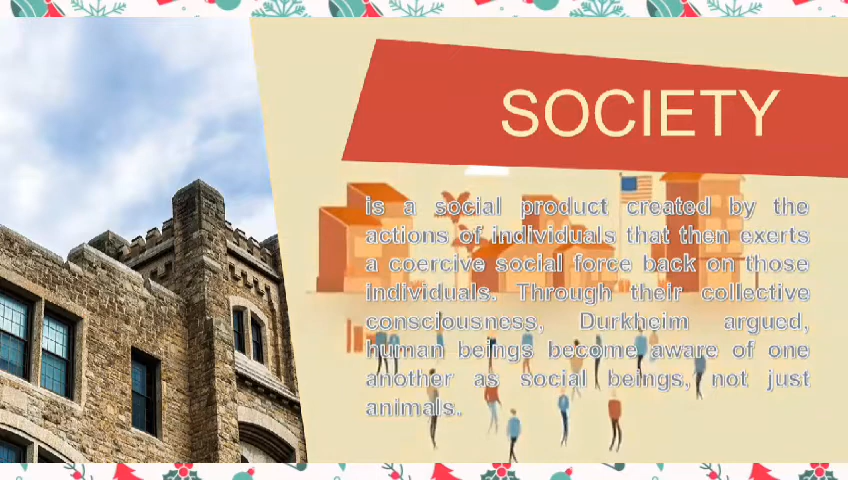 SOCIETY
is a social product created by the
actions of individuals that then exerts
a coercive social force back on those
individuals. Through their collective
consciousness, Durkheim argued,
human beings become aware of one
another as social beings, not just
animals.